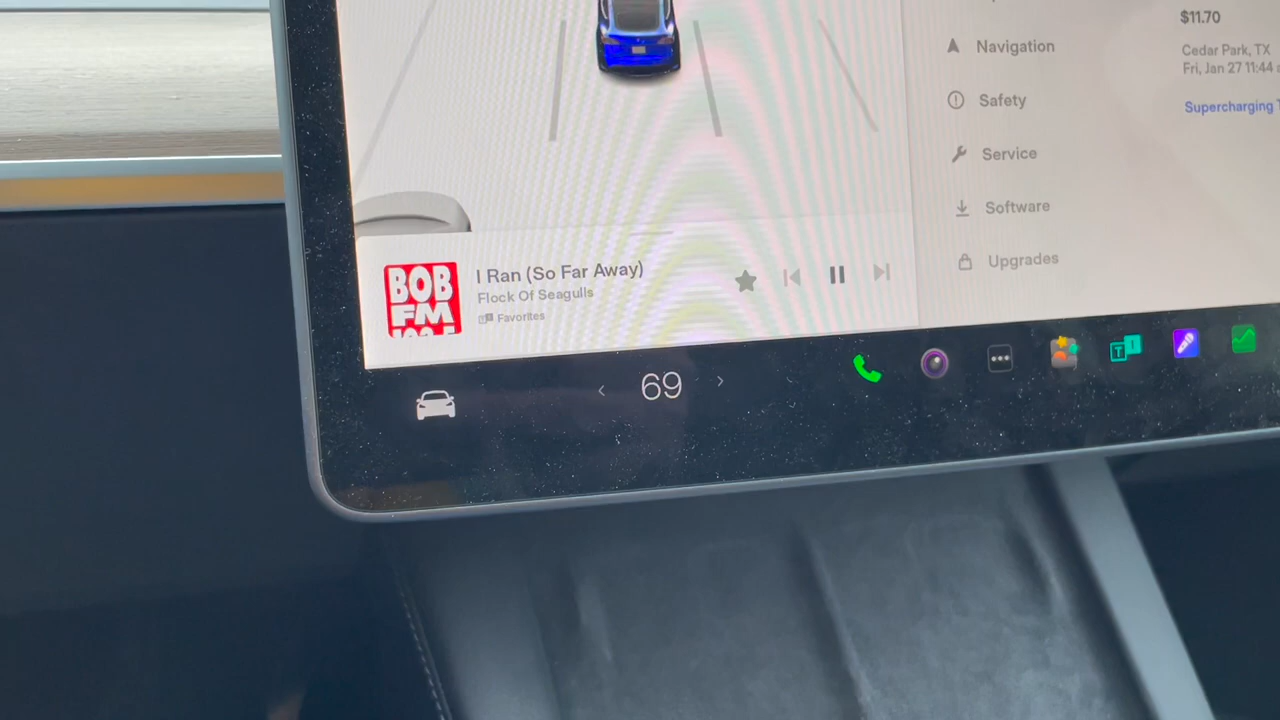 $11.70
Navigation
Cedar Park, TX
Fri, Jan 27 11:44
Safety
Supercharging
Service
Software
Upgrades
BOB
FM
I Ran (So Far Away)
Flock Of Seagulls
Favorites
69
T